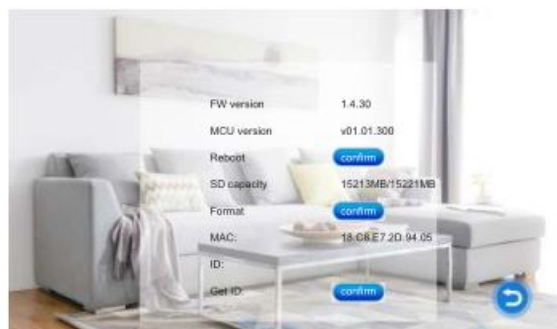 FW version 1.4.30
MCU version v01.01.300
Reboot confirm
SD capacity 15213MB/15221MB
Format confirm
MAC: 18.C8.E7.2D.94.05
ID:
Get ID: confirm